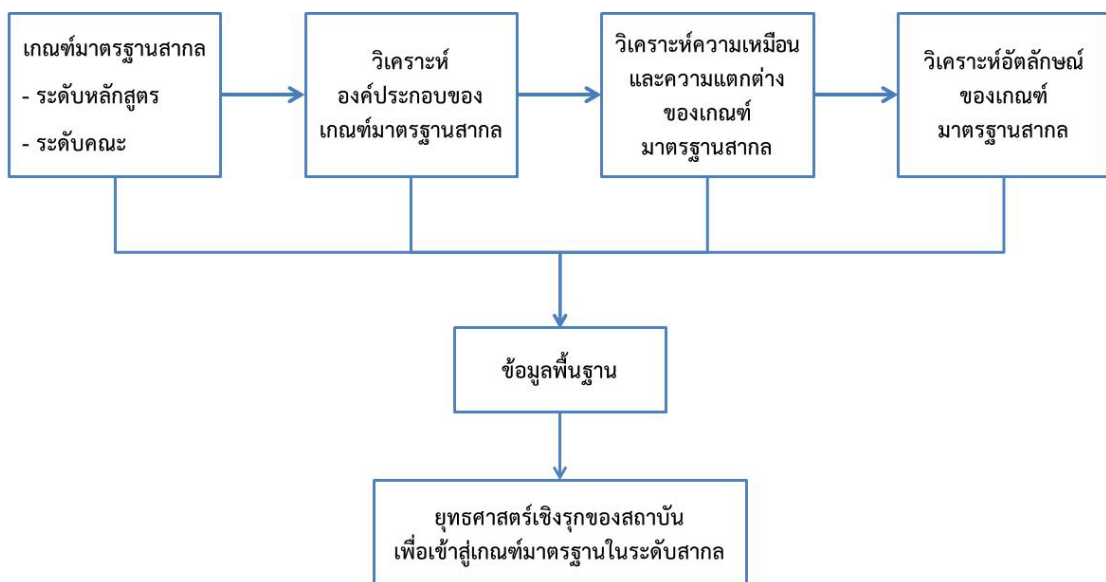 เกณฑ์มาตรฐานสากล
- ระดับหลักสูตร
- ระดับคณะ
วิเคราะห์
องค์ประกอบของ
เกณฑ์มาตรฐานสากล
วิเคราะห์ความเหมือน
และความแตกต่าง
ของเกณฑ์
มาตรฐานสากล
วิเคราะห์อัตลักษณ์
ของเกณฑ์
มาตรฐานสากล
ข้อมูลพื้นฐาน
ยุทธศาสตร์เชิงรุกของสถาบัน
เพื่อเข้าสู่เกณฑ์มาตรฐานในระดับสากล